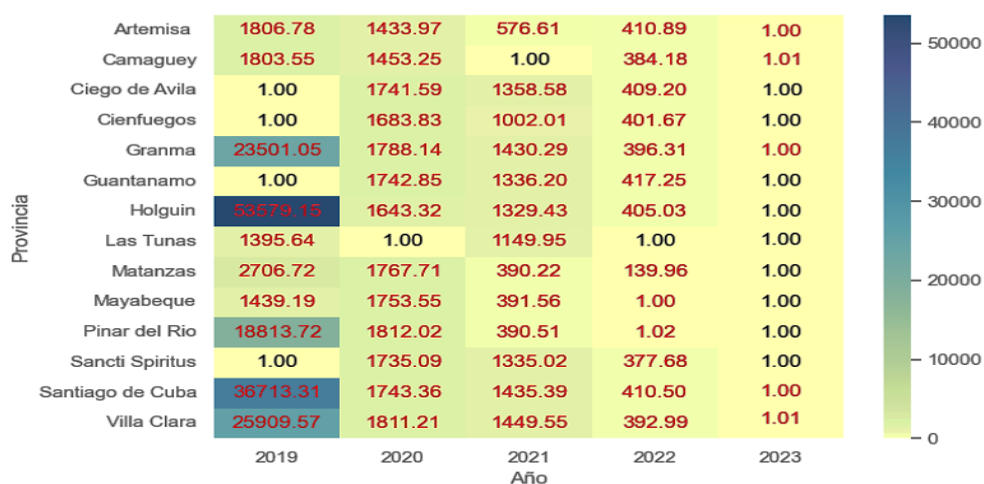 Provincia
Artemisa 1806.78 1433.97 576.61 410.89 1.00
Camaguey 1803.55 1453.25 1.00 384.18 1.01
Ciego de Avila 1.00 1741.59 1358.58 409.20 1.00
Cienfuegos 1.00 1683.83 1002.01 401.67 1.00
Granma 23501.05 1788.14 1430.29 396.31 1.00
Guantanamo 1.00 1742.85 1336.20 417.25 1.00
Holguin 53579.15 1643.32 1329.43 405.03 1.00
Las Tunas 1395.64 1.00 1149.95 1.00 1.00
Matanzas 2706.72 1767.71 390.22 139.96 1.00
Mayabeque 1439.19 1753.55 391.56 1.00 1.00
Pinar del Rio 18813.72 1812.02 390.51 1.02 1.00
Sancti Spiritus 1.00 1735.09 1335.02 377.68 1.00
Santiago de Cuba 36713.31 1743.36 1435.39 410.50 1.00
Villa Clara 25909.57 1811.21 1449.55 392.99 1.01
2019 2020 2021 2022 2023
Año
50000
40000
30000
20000
10000
0